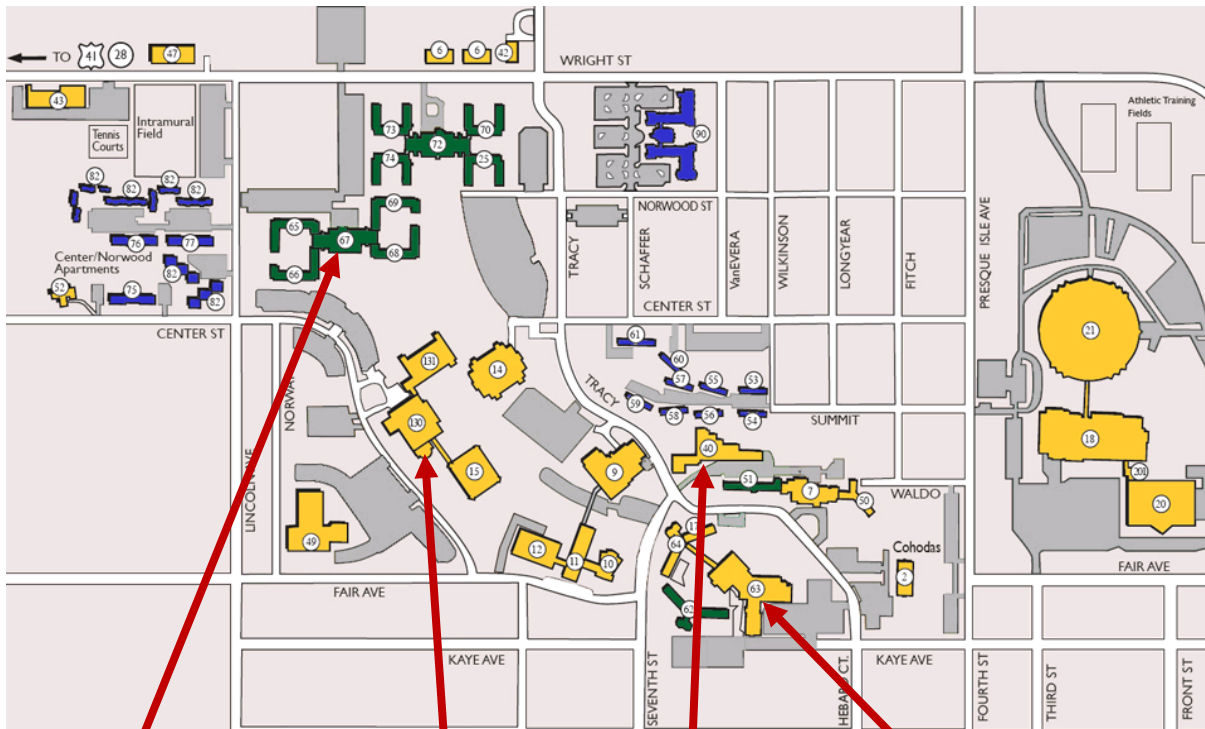 TO 41 28 47
6 6 42
WRIGHT ST
43
Tennis
Courts
Intramural
Field
73 70
72
74 25
90
Athletic Training
Fields
82 82 82 82
69
NORWOOD ST
65
67
68
66
76 77
Center/Norwood
Apartments
52
75
82
82
TRACY
SCHAFFER
VanEVERA
WILKINSON
LONGYEAR
FITCH
PRESQUE ISLE AVE
CENTER ST
CENTER ST
21
61
131
14
60
57 55 53
59 58 56 54
TRACY
SUMMIT
NORWAY
130
15
9
40
18
201
20
LINCOLN AVE
51
7
50
WALDO
49
12
11
10
17
64
Cohodas
2
63
62
FAIR AVE
FAIR AVE
KAYE AVE
KAYE AVE
SEVENTH ST
HEBARD CT.
FOURTH ST
THIRD ST
FRONT ST